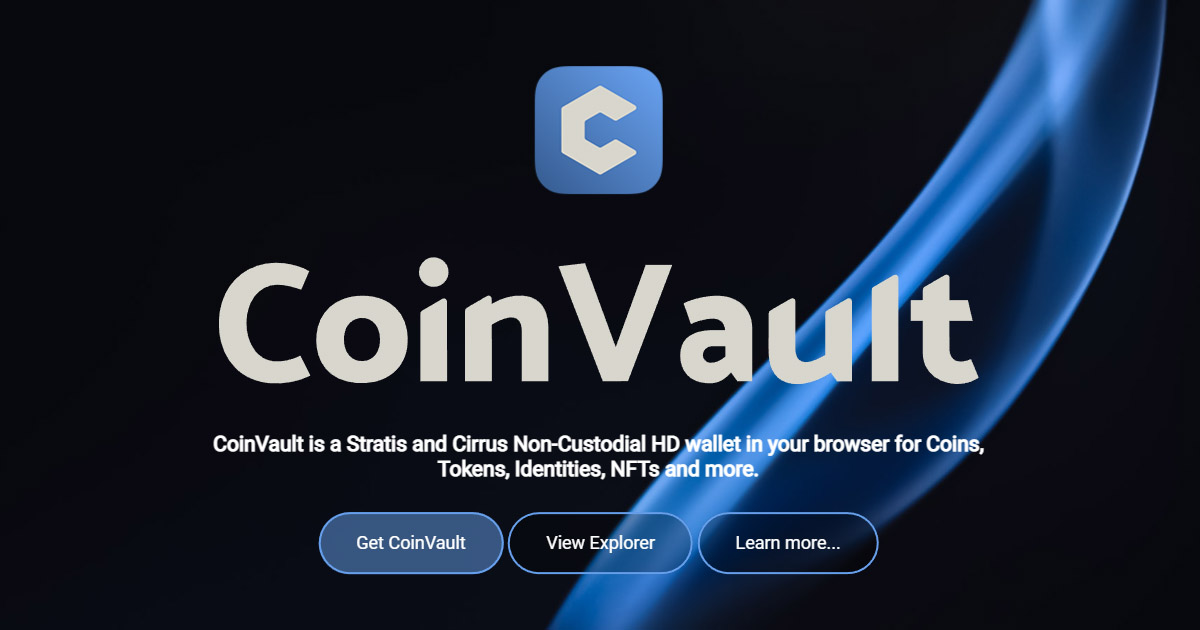 CoinVault
CoinVault is a Stratis and Cirrus Non-Custodial HD wallet in your browser for Coins,
Tokens, Identities, NFTs and more.
Get CoinVault
View Explorer
Learn more...